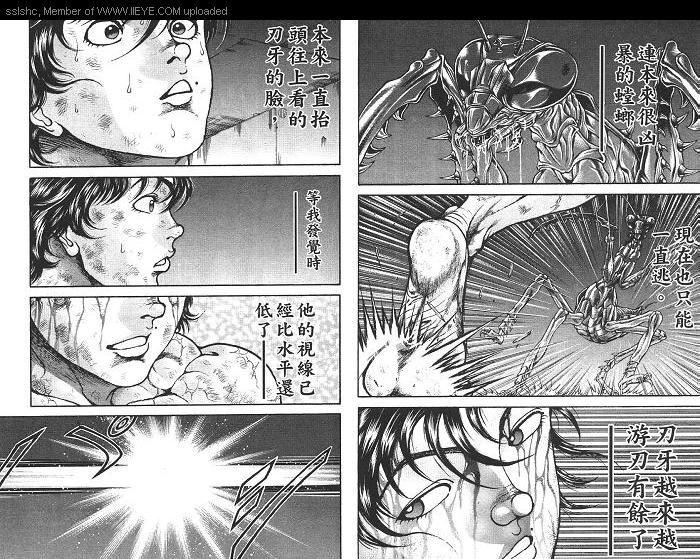 sslshc, Member of WWW.IIEYE.COM uploaded
連本來很凶
暴的螳螂，
現在也只能
一直逃。
刃牙越來越
游刃有餘了
本來一直抬
頭往上看的
刃牙的臉，
等我發覺時
他的視線已
經比水平還
低了